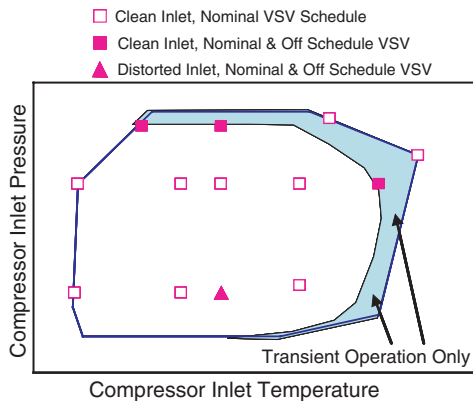 Clean Inlet, Nominal VSV Schedule
Clean Inlet, Nominal & Off Schedule VSV
Distorted Inlet, Nominal & Off Schedule VSV
Compressor Inlet Pressure
Transient Operation Only
Compressor Inlet Temperature